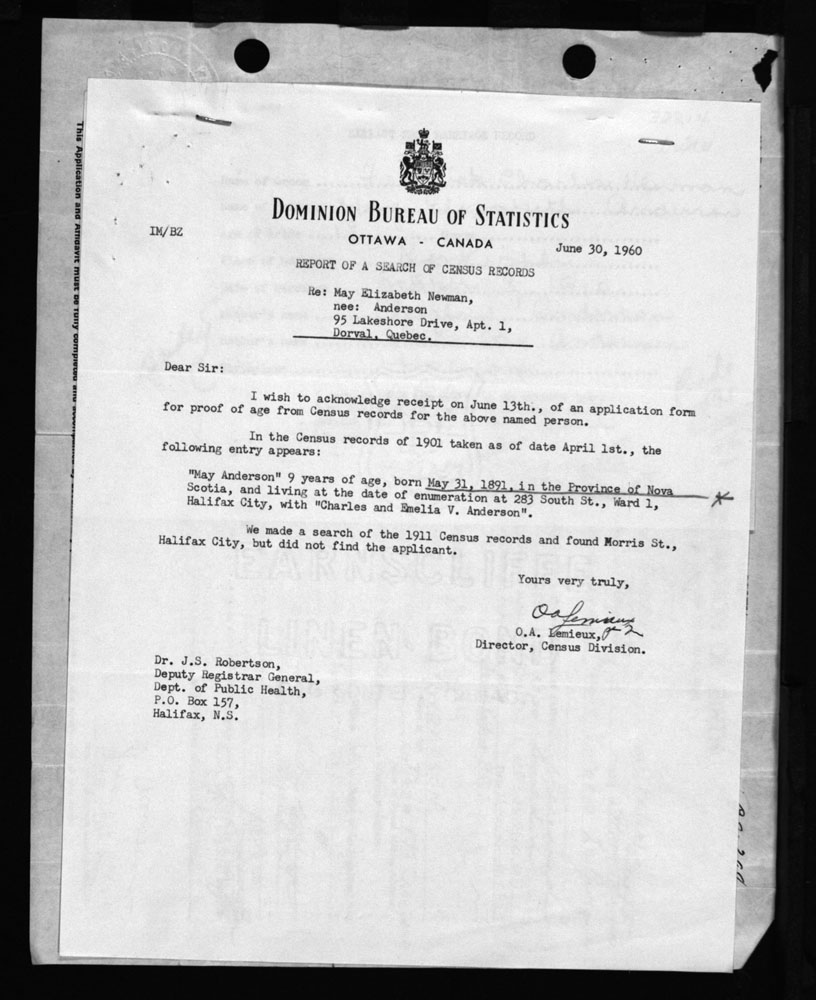 DOMINION BUREAU OF STATISTICS
OTTAWA - CANADA
IM/BZ
June 30, 1960
REPORT OF A SEARCH OF CENSUS RECORDS
Re: May Elizabeth Newman,
nee: Anderson
95 Lakeshore Drive, Apt. 1,
Dorval, Quebec.
Dear Sir:
I wish to acknowledge receipt on June 13th., of an application form
for proof of age from Census records for the above named person.
In the Census records of 1901 taken as of date April 1st., the
following entry appears:
"May Anderson" 9 years of age, born May 31, 1891, in the Province of Nova
Scotia, and living at the date of enumeration at 283 South St., Ward 1,
Halifax City, with "Charles and Emelia V. Anderson".
We made a search of the 1911 Census records and found Morris St.,
Halifax City, but did not find the applicant.
Yours very truly,
O.A. Lemieux,
Director, Census Division.
Dr. J.S. Robertson,
Deputy Registrar General,
Dept. of Public Health,
P.O. Box 157,
Halifax, N.S.
This Application and Affidavit must be fully completed and